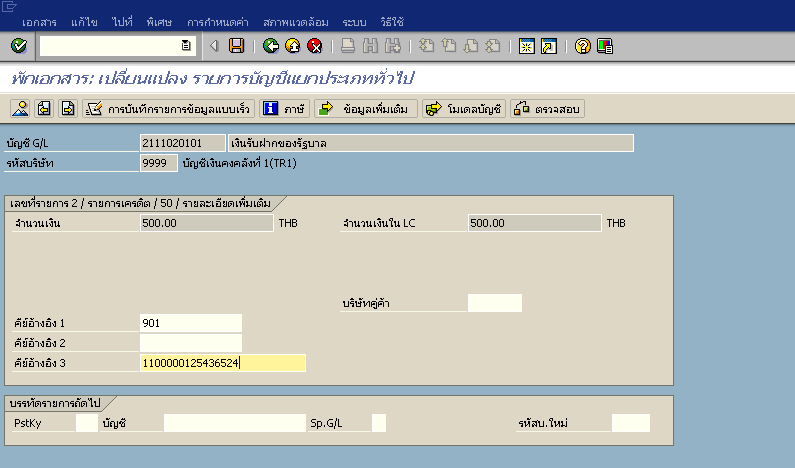 เอกสาร แก้ไข ไปที่ พิเศษ การกำหนดค่า สภาพแวดล้อม ระบบ วิธีใช้
พักเอกสาร: เปลี่ยนแปลง รายการบัญชีแยกประเภททั่วไป
การบันทึกรายการข้อมูลแบบเร็ว ภาษี ข้อมูลเพิ่มเติม โมเดลบัญชี ตรวจสอบ
บัญชี G/L 2111020101 เงินรับฝากของรัฐบาล
รหัสบริษัท 9999 บัญชีเงินคงคลังที่ 1(TR1)
เลขที่รายการ 2 / รายการเครดิต / 50 / รายละเอียดเพิ่มเติม
จำนวนเงิน 500.00 THB จำนวนเงินใน LC 500.00 THB
บริษัทคู่ค้า
คีย์อ้างอิง 1 901
คีย์อ้างอิง 2
คีย์อ้างอิง 3 1100000125436524
บรรทัดรายการถัดไป
PstKy บัญชี Sp.G/L รหัสบ.ใหม่